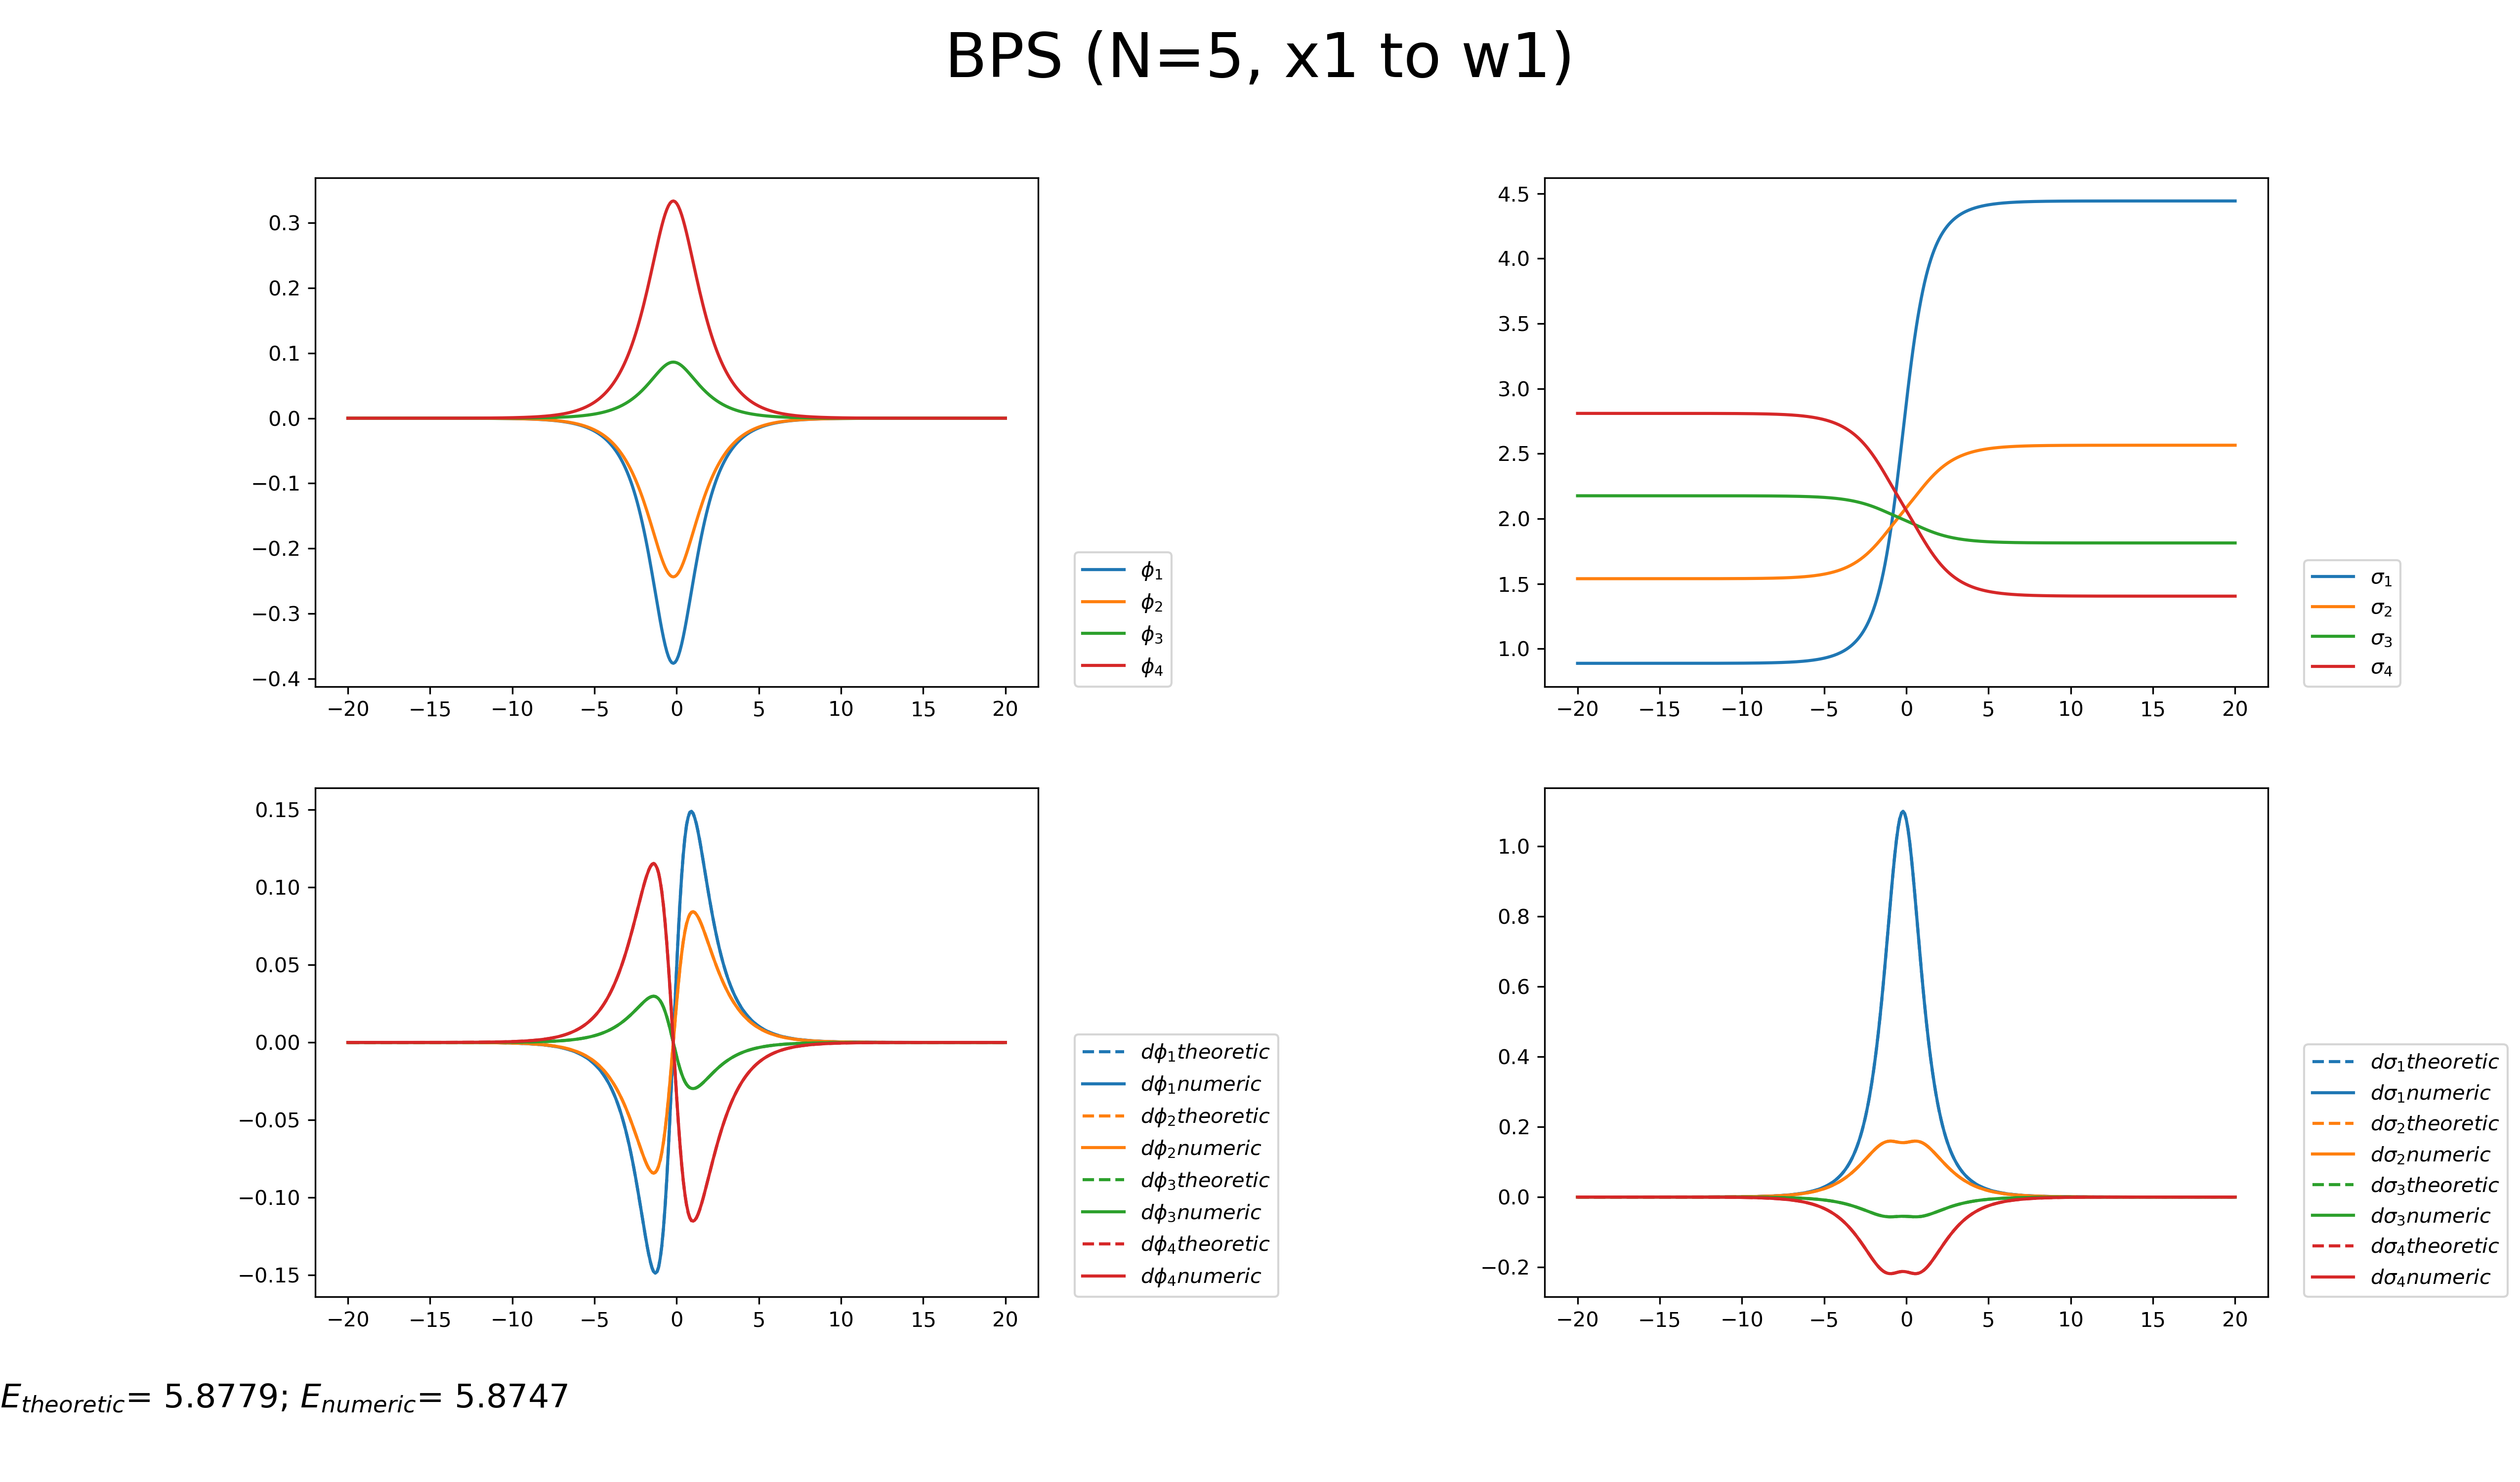 BPS (N=5, x1 to w1)
0.3
0.2
0.1
0.0
−0.1
−0.2
−0.3
−0.4
−20 −15 −10 −5 0 5 10 15 20
ϕ1
ϕ2
ϕ3
ϕ4
4.5
4.0
3.5
3.0
2.5
2.0
1.5
1.0
−20 −15 −10 −5 0 5 10 15 20
σ1
σ2
σ3
σ4
0.15
0.10
0.05
0.00
−0.05
−0.10
−0.15
−20 −15 −10 −5 0 5 10 15 20
dϕ1theoretic
dϕ1numeric
dϕ2theoretic
dϕ2numeric
dϕ3theoretic
dϕ3numeric
dϕ4theoretic
dϕ4numeric
1.0
0.8
0.6
0.4
0.2
0.0
−0.2
−20 −15 −10 −5 0 5 10 15 20
dσ1theoretic
dσ1numeric
dσ2theoretic
dσ2numeric
dσ3theoretic
dσ3numeric
dσ4theoretic
dσ4numeric
Etheoretic= 5.8779; Enumeric= 5.8747